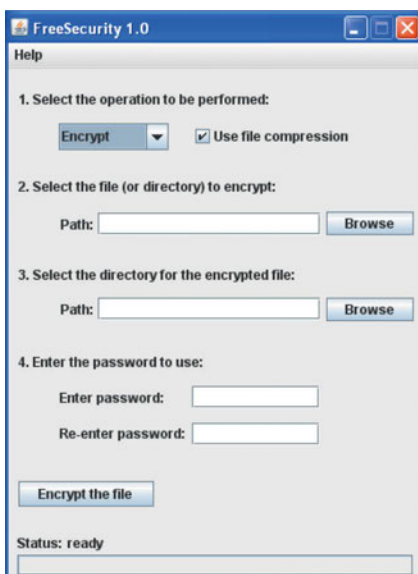 FreeSecurity 1.0
Help
1. Select the operation to be performed:
Encrypt Use file compression
2. Select the file (or directory) to encrypt:
Path: Browse
3. Select the directory for the encrypted file:
Path: Browse
4. Enter the password to use:
Enter password:
Re-enter password:
Encrypt the file
Status: ready